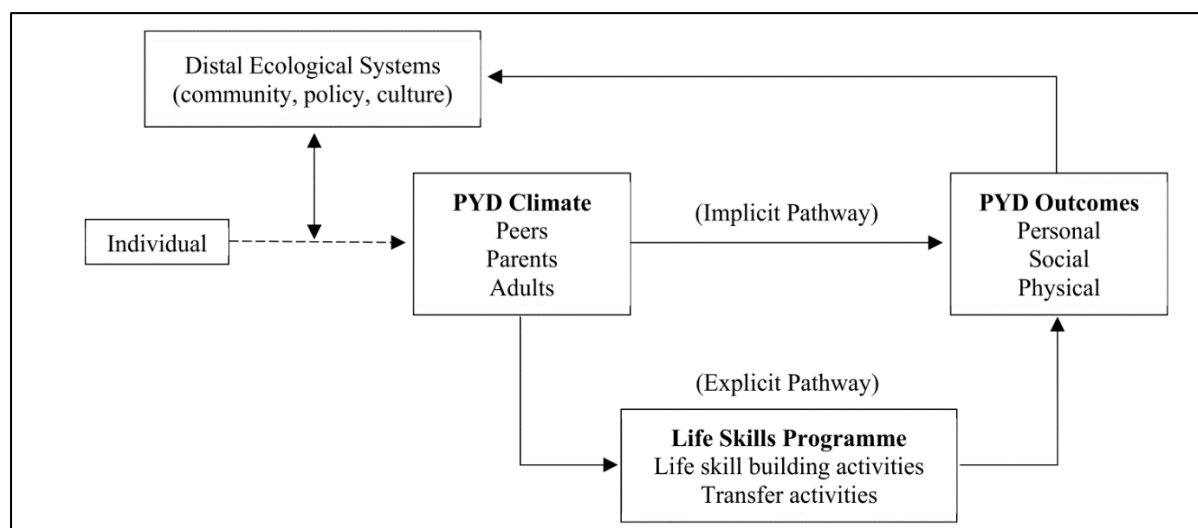 Distal Ecological Systems
(community, policy, culture)
Individual
PYD Climate
Peers
Parents
Adults
(Implicit Pathway)
PYD Outcomes
Personal
Social
Physical
(Explicit Pathway)
Life Skills Programme
Life skill building activities
Transfer activities